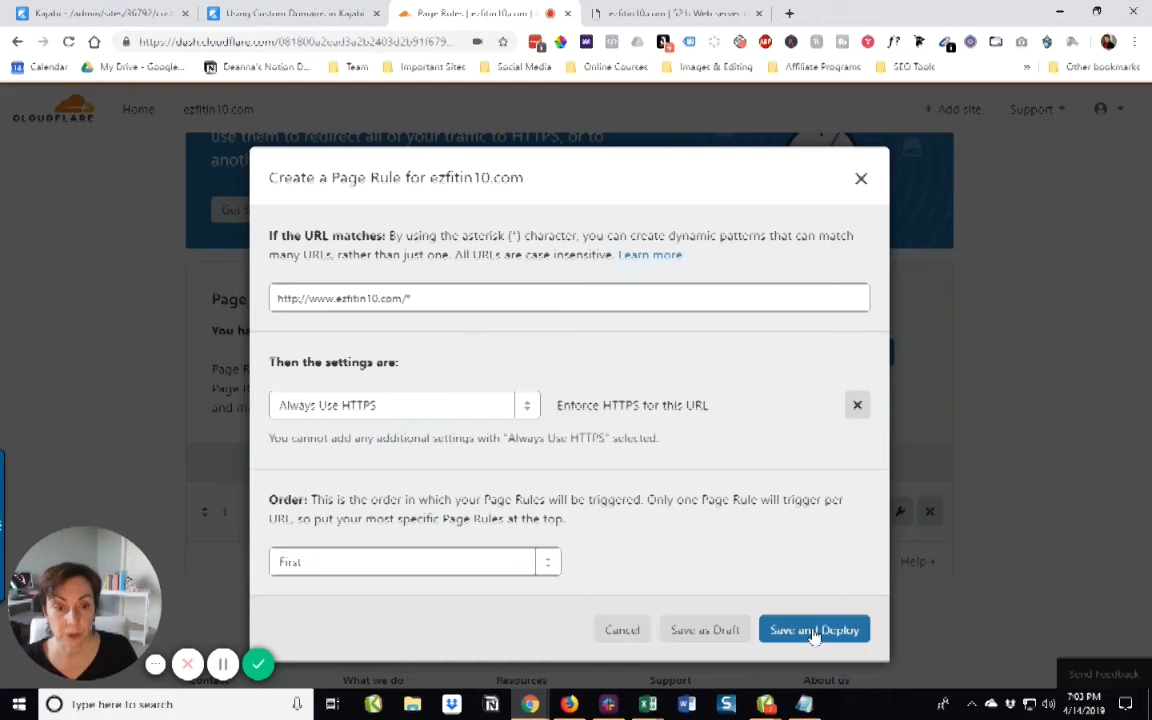 Kajabi - /admin/sites/36792/cust
Using Custom Domains in Kajabi
Page Rules | ezfitin10.com |
ezfitin10.com | 521: Web server
https://dash.cloudflare.com/081800a2ead3a2b2403d2b91f679...
Calendar
My Drive - Google...
Deanna's Notion D...
Team
Important Sites
Social Media
Online Courses
Images & Editing
Affiliate Programs
SEO Tools
»
Other bookmarks
CLOUDFLARE
Home
ezfitin10.com
+ Add site
Support
use them to redirect all of your traffic to HTTPS, or to
anot
Get S
Create a Page Rule for ezfitin10.com
If the URL matches: By using the asterisk (*) character, you can create dynamic patterns that can match
many URLs, rather than just one. All URLs are case insensitive. Learn more
http://www.ezfitin10.com/*
Page
You ha
Page R
Page R
and m
Then the settings are:
Always Use HTTPS
Enforce HTTPS for this URL
You cannot add any additional settings with "Always Use HTTPS" selected.
Order: This is the order in which your Page Rules will be triggered. Only one Page Rule will trigger per
URL, so put your most specific Page Rules at the top.
1
First
Help
Cancel
Save as Draft
Save and Deploy
What we do
Resources
Support
About us
Send Feedback
Type here to search
7:03 PM
4/14/2019